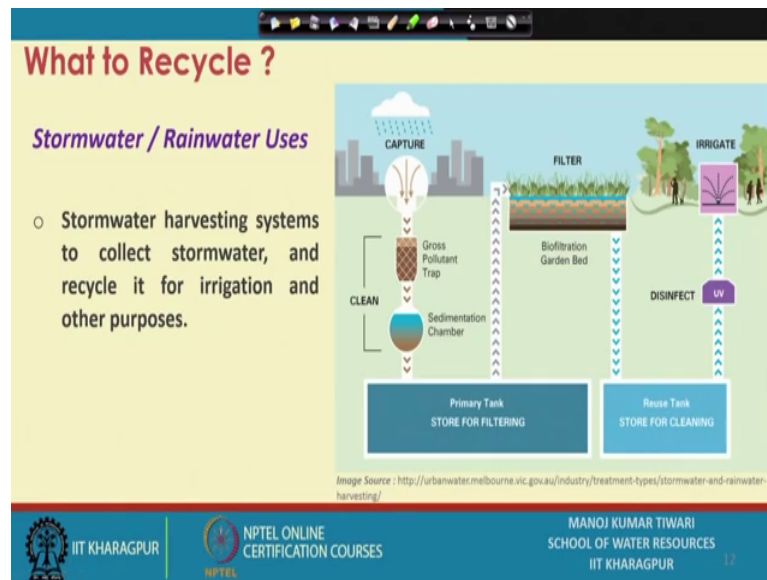 What to Recycle ?
Stormwater / Rainwater Uses
○ Stormwater harvesting systems
to collect stormwater, and
recycle it for irrigation and
other purposes.
CAPTURE
CLEAN
Gross
Pollutant
Trap
Sedimentation
Chamber
Primary Tank
STORE FOR FILTERING
FILTER
Biofiltration
Garden Bed
Reuse Tank
STORE FOR CLEANING
DISINFECT
UV
IRRIGATE
Image Source : http://urbanwater.melbourne.vic.gov.au/industry/treatment-types/stormwater-and-rainwater-
harvesting/
IIT KHARAGPUR
NPTEL
NPTEL ONLINE
CERTIFICATION COURSES
MANOJ KUMAR TIWARI
SCHOOL OF WATER RESOURCES
IIT KHARAGPUR
12